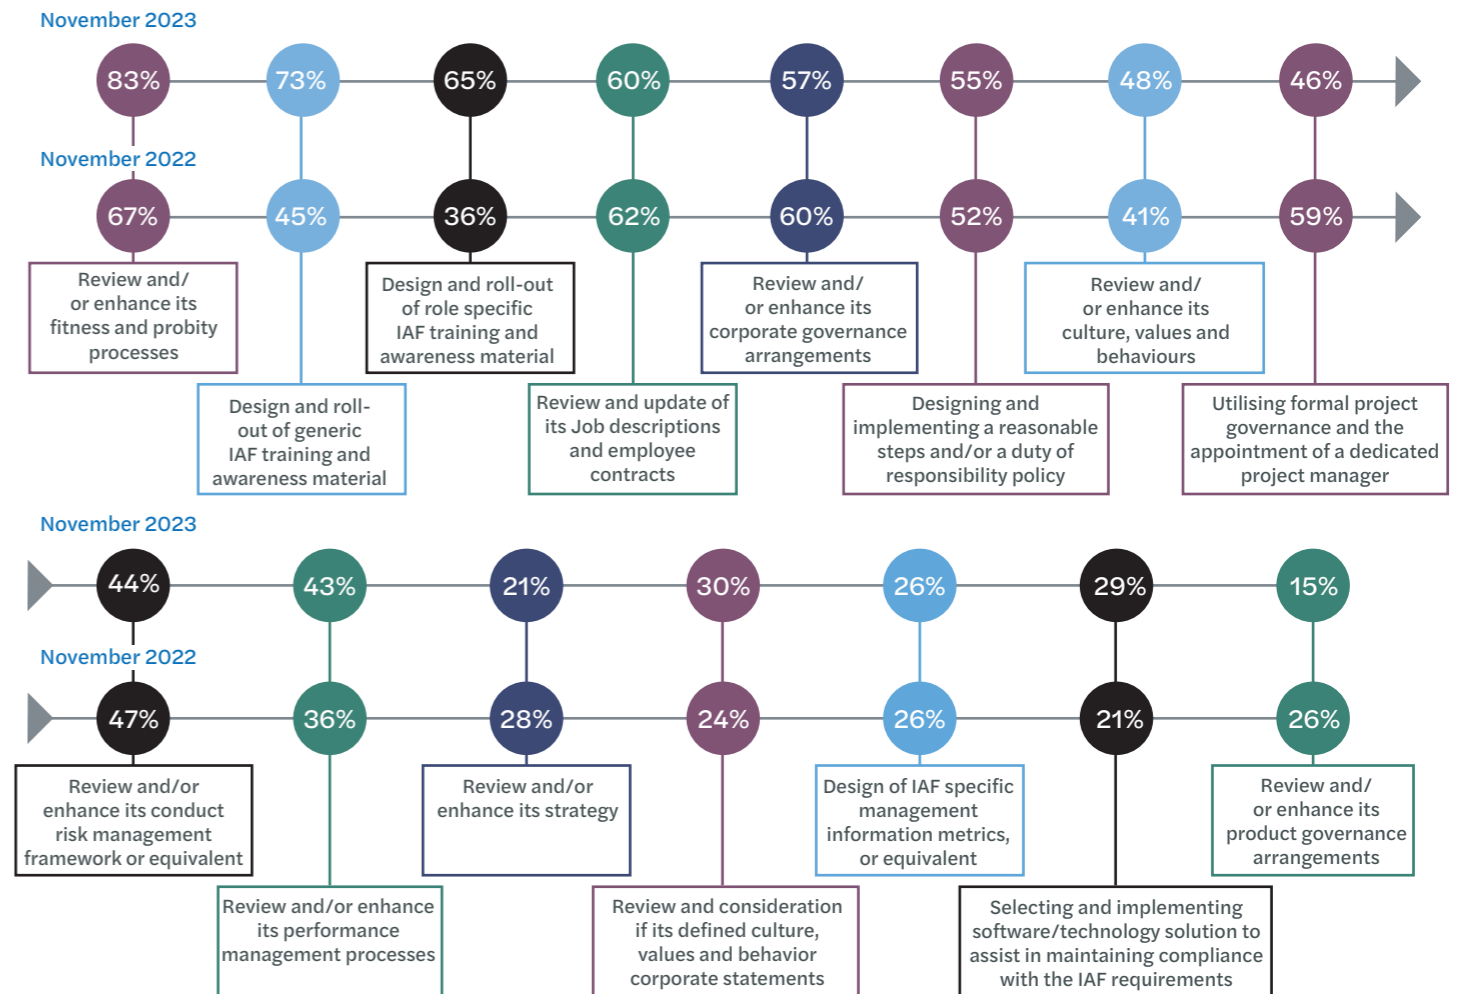 November 2023
83%
73%
65%
60%
57%
55%
48%
46%
November 2022
67%
45%
36%
62%
60%
52%
41%
59%
Review and/
or enhance its
fitness and probity
processes
Design and roll-
out of generic
IAF training and
awareness material
Design and roll-out
of role specific
IAF training and
awareness material
Review and update of
its Job descriptions
and employee
contracts
Review and/
or enhance its
corporate governance
arrangements
Designing and
implementing a reasonable
steps and/or a duty of
responsibility policy
Review and/
or enhance its
culture, values and
behaviours
Utilising formal project
governance and the
appointment of a dedicated
project manager
November 2023
44%
43%
21%
30%
26%
29%
15%
November 2022
47%
36%
28%
24%
26%
21%
26%
Review and/or
enhance its conduct
risk management
framework or equivalent
Review and/or enhance
its performance
management processes
Review and/or
enhance its strategy
Review and consideration
if its defined culture,
values and behavior
corporate statements
Design of IAF specific
management
information metrics,
or equivalent
Selecting and implementing
software/technology solution to
assist in maintaining compliance
with the IAF requirements
Review and/
or enhance its
product governance
arrangements